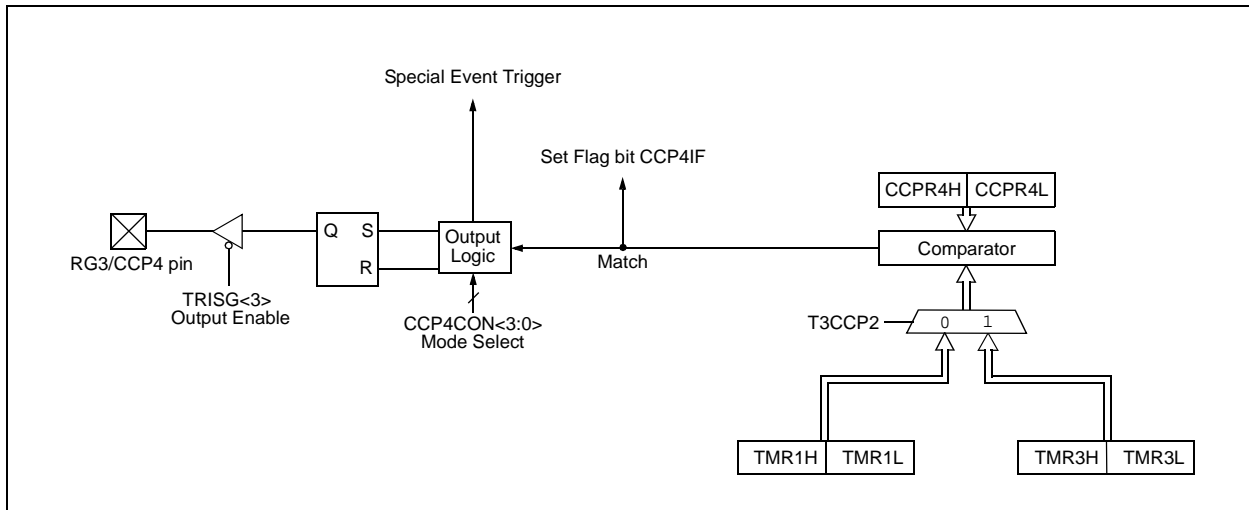 Special Event Trigger
Set Flag bit CCP4IF
CCPR4H CCPR4L
Q S
R
Output
Logic
Comparator
RG3/CCP4 pin
Match
TRISG<3>
Output Enable
CCP4CON<3:0>
Mode Select
T3CCP2
0 1
TMR1H TMR1L
TMR3H TMR3L